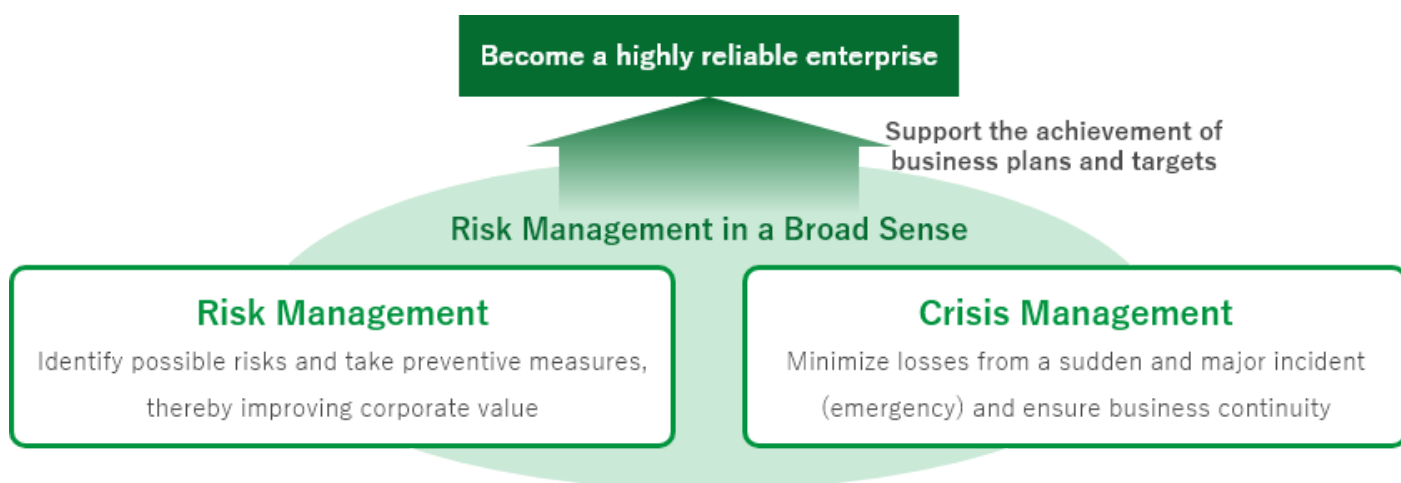 Become a highly reliable enterprise
Support the achievement of
business plans and targets
Risk Management in a Broad Sense
Risk Management
Identify possible risks and take preventive measures,
thereby improving corporate value
Crisis Management
Minimize losses from a sudden and major incident
(emergency) and ensure business continuity